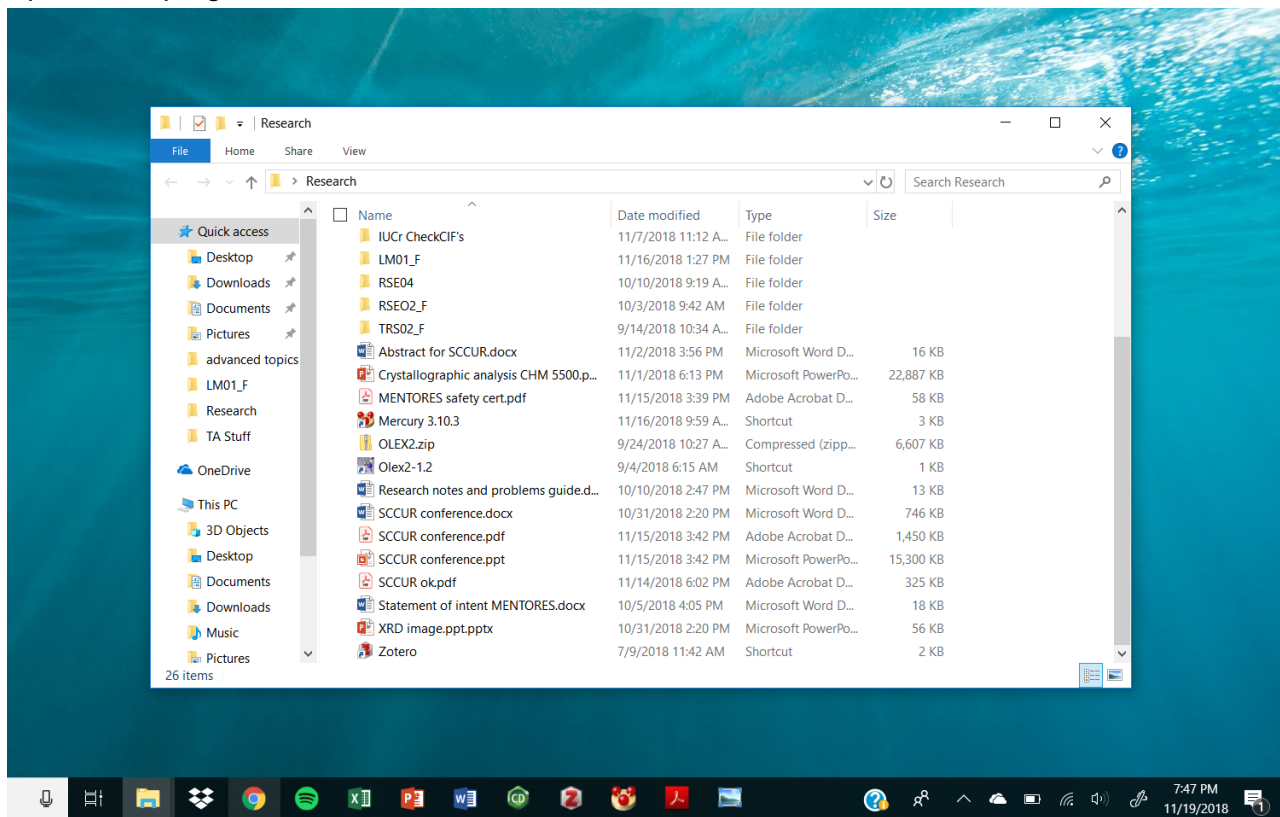 Research
File Home Share View
Research Search Research
Name Date modified Type Size
Quick access
Desktop
Downloads
Documents
Pictures
advanced topics
LM01_F
Research
TA Stuff
OneDrive
This PC
3D Objects
Desktop
Documents
Downloads
Music
Pictures
IUCr CheckCIF's 11/7/2018 11:12 A... File folder
LM01_F 11/16/2018 1:27 PM File folder
RSE04 10/10/2018 9:19 A... File folder
RSEO2_F 10/3/2018 9:42 AM File folder
TRS02_F 9/14/2018 10:34 A... File folder
Abstract for SCCUR.docx 11/2/2018 3:56 PM Microsoft Word D... 16 KB
Crystallographic analysis CHM 5500.p... 11/1/2018 6:13 PM Microsoft PowerPo... 22,887 KB
MENTORES safety cert.pdf 11/15/2018 3:39 PM Adobe Acrobat D... 58 KB
Mercury 3.10.3 11/16/2018 9:59 A... Shortcut 3 KB
OLEX2.zip 9/24/2018 10:27 A... Compressed (zipp... 6,607 KB
Olex2-1.2 9/4/2018 6:15 AM Shortcut 1 KB
Research notes and problems guide.d... 10/10/2018 2:47 PM Microsoft Word D... 13 KB
SCCUR conference.docx 10/31/2018 2:20 PM Microsoft Word D... 746 KB
SCCUR conference.pdf 11/15/2018 3:42 PM Adobe Acrobat D... 1,450 KB
SCCUR conference.ppt 11/15/2018 3:42 PM Microsoft PowerPo... 15,300 KB
SCCUR ok.pdf 11/14/2018 6:02 PM Adobe Acrobat D... 325 KB
Statement of intent MENTORES.docx 10/5/2018 4:05 PM Microsoft Word D... 18 KB
XRD image.ppt.pptx 10/31/2018 2:20 PM Microsoft PowerPo... 56 KB
Zotero 7/9/2018 11:42 AM Shortcut 2 KB
26 items
7:47 PM
11/19/2018
1